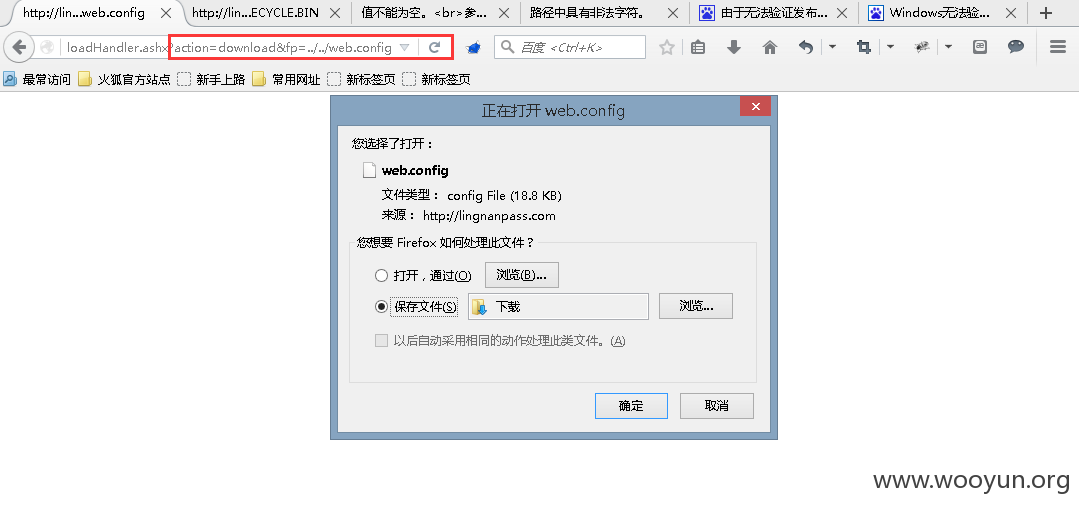 http://lin...web.config
http://lin...ECYCLE.BIN
值不能为空。<br>参...
路径中具有非法字符。
由于无法验证发布...
Windows无法验...
loadHandler.ashx?action=download&fp=../../web.config
百度 <Ctrl+K>
最常访问 火狐官方站点 新手上路 常用网址 新标签页 新标签页
正在打开 web.config
您选择了打开：
web.config
文件类型： config File (18.8 KB)
来源： http://lingnanpass.com
您想要 Firefox 如何处理此文件？
打开，通过(O) 浏览(B)...
保存文件(S) 下载 浏览...
以后自动采用相同的动作处理此类文件。(A)
确定 取消
www.wooyun.org